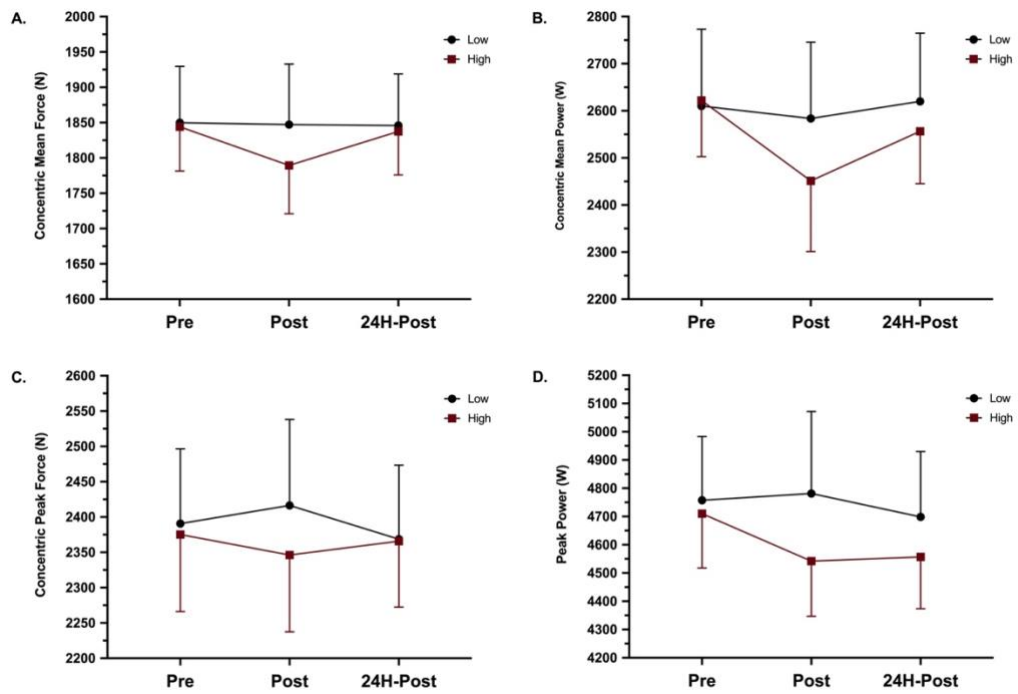 A.
Concentric Mean Force (N)
2000
1950
1900
1850
1800
1750
1700
1650
1600
Pre Post 24H-Post
Low
High
B.
Concentric Mean Power (W)
2800
2700
2600
2500
2400
2300
2200
Pre Post 24H-Post
Low
High
C.
Concentric Peak Force (N)
2600
2550
2500
2450
2400
2350
2300
2250
2200
Pre Post 24H-Post
Low
High
D.
Peak Power (W)
5200
5100
5000
4900
4800
4700
4600
4500
4400
4300
4200
Pre Post 24H-Post
Low
High